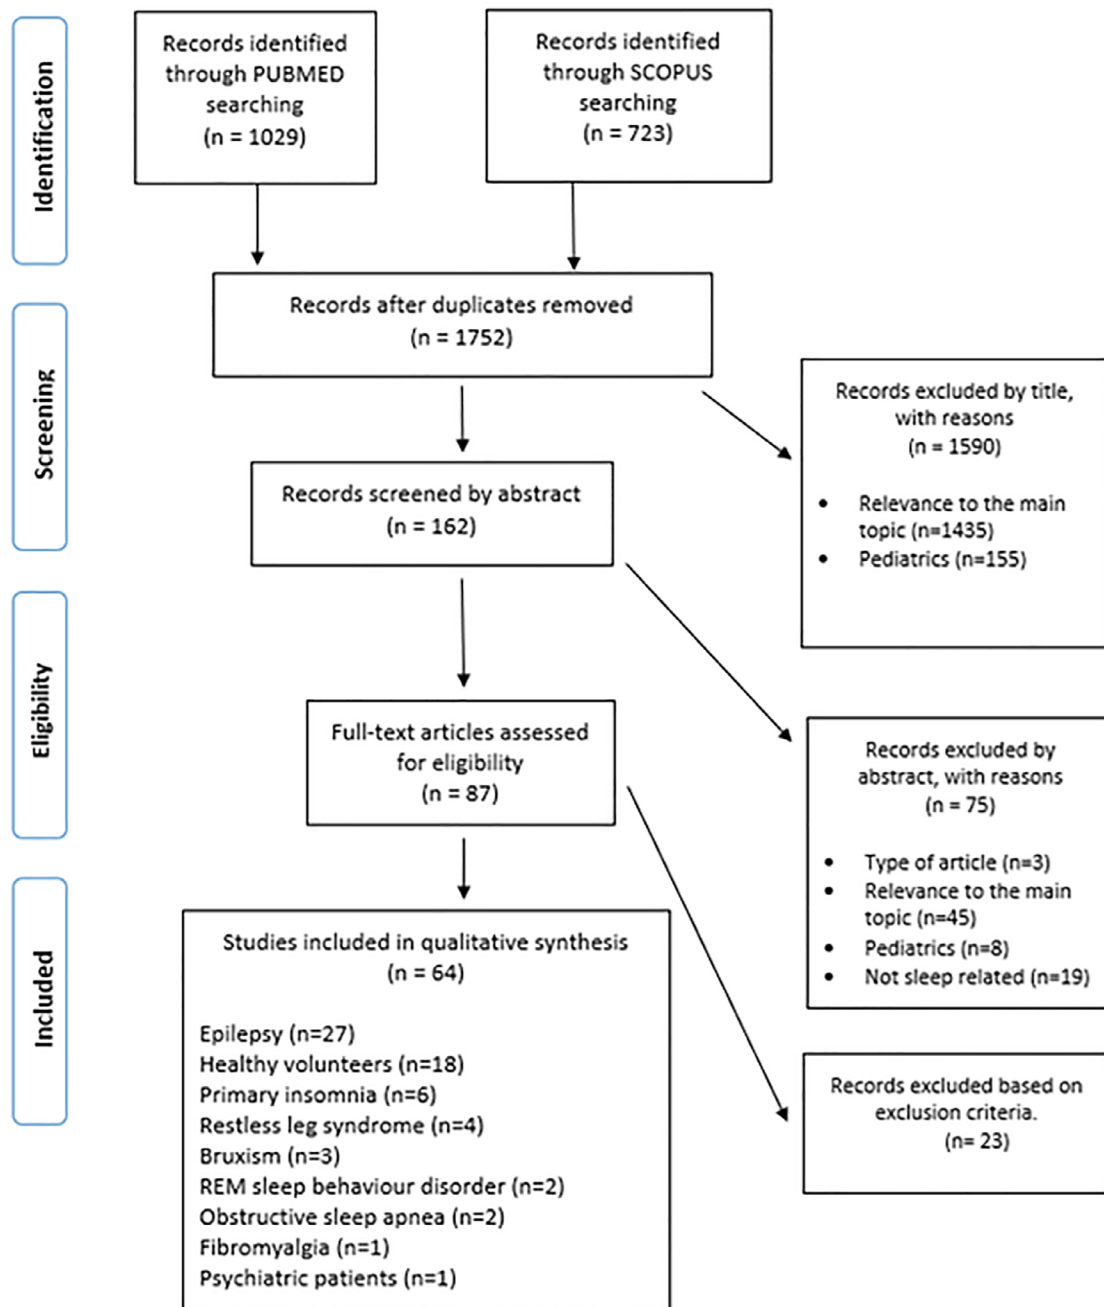 Identification
Records identified
through PUBMED
searching
(n = 1029)
Records identified
through SCOPUS
searching
(n = 723)
Records after duplicates removed
(n = 1752)
Screening
Records excluded by title,
with reasons
(n = 1590)
• Relevance to the main
topic (n=1435)
• Pediatrics (n=155)
Records screened by abstract
(n = 162)
Eligibility
Full-text articles assessed
for eligibility
(n = 87)
Records excluded by
abstract, with reasons
(n = 75)
• Type of article (n=3)
• Relevance to the main
topic (n=45)
• Pediatrics (n=8)
• Not sleep related (n=19)
Included
Studies included in qualitative synthesis
(n = 64)
Epilepsy (n=27)
Healthy volunteers (n=18)
Primary insomnia (n=6)
Restless leg syndrome (n=4)
Bruxism (n=3)
REM sleep behaviour disorder (n=2)
Obstructive sleep apnea (n=2)
Fibromyalgia (n=1)
Psychiatric patients (n=1)
Records excluded based on
exclusion criteria.
(n= 23)